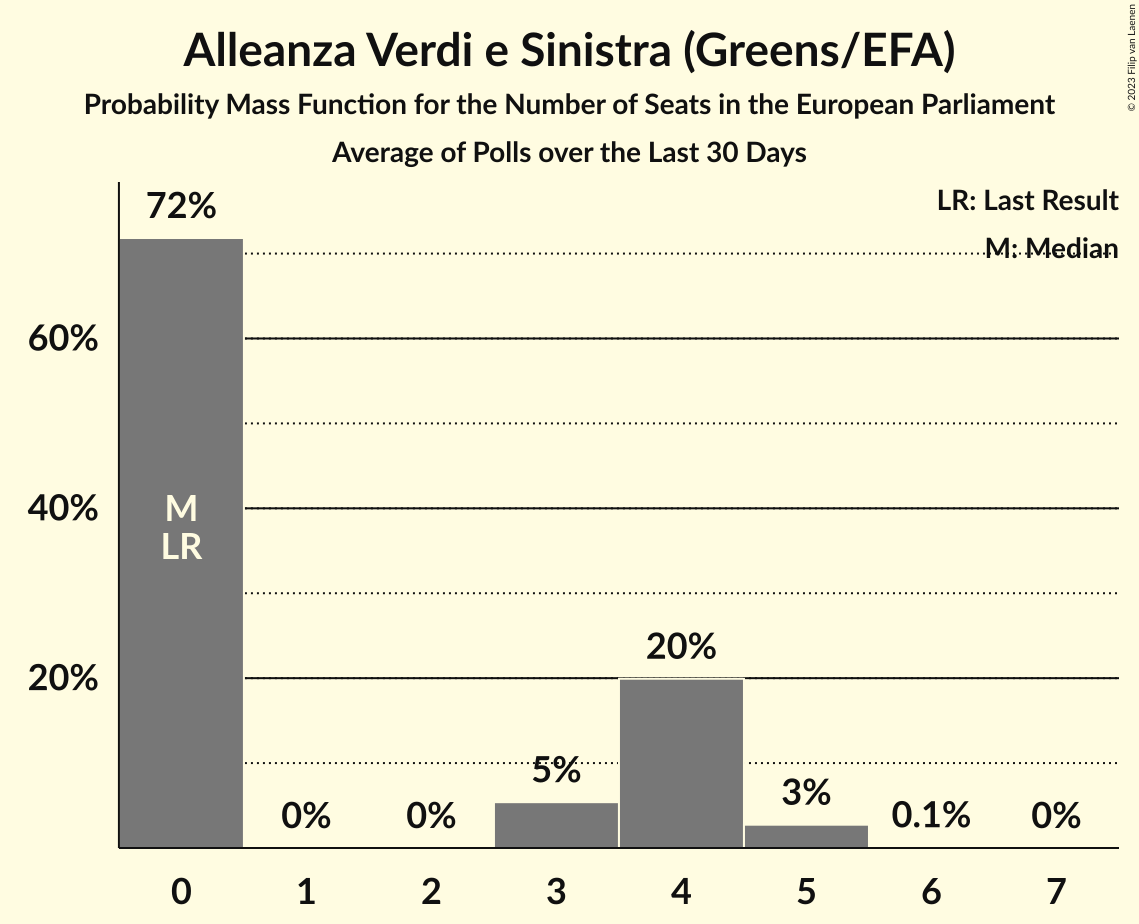 Alleanza Verdi e Sinistra (Greens/EFA)
Probability Mass Function for the Number of Seats in the European Parliament
Average of Polls over the Last 30 Days
© 2023 Filip van Laenen
LR: Last Result
M: Median
72%
60%
40%
20%
M
LR
0%
0%
5%
20%
3%
0.1%
0%
0 1 2 3 4 5 6 7